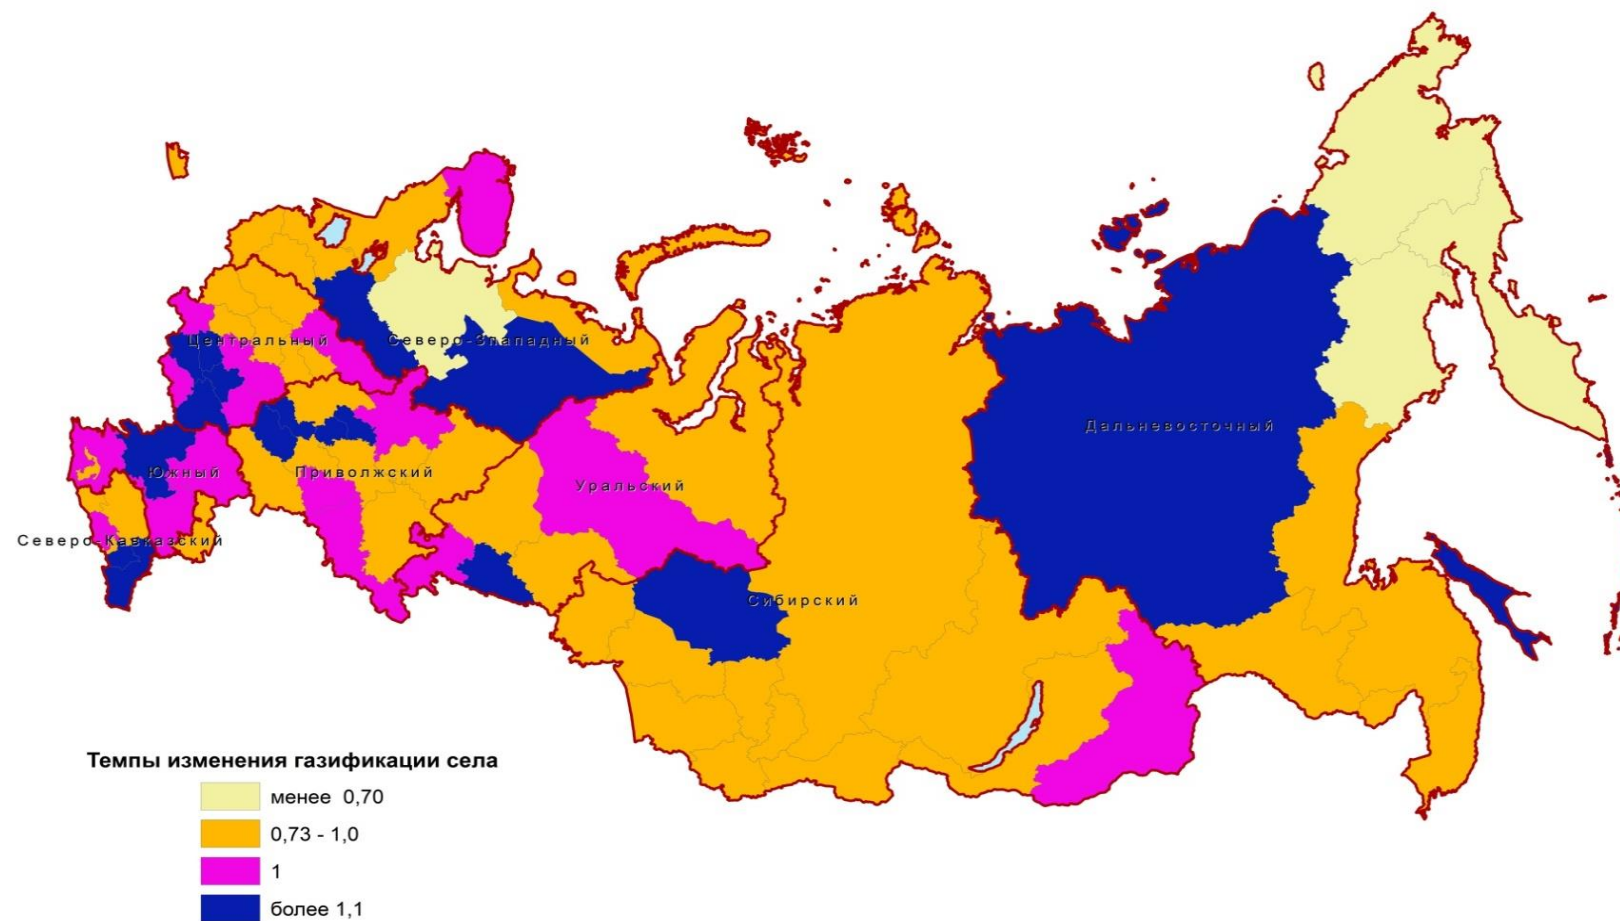 Центральный
Северо-Зпападный
Дальневосточный
Южный
Приволжский
Уральский
Северо-Кавказский
Сибирский
Темпы изменения газификации села
менее 0,70
0,73 - 1,0
1
более 1,1